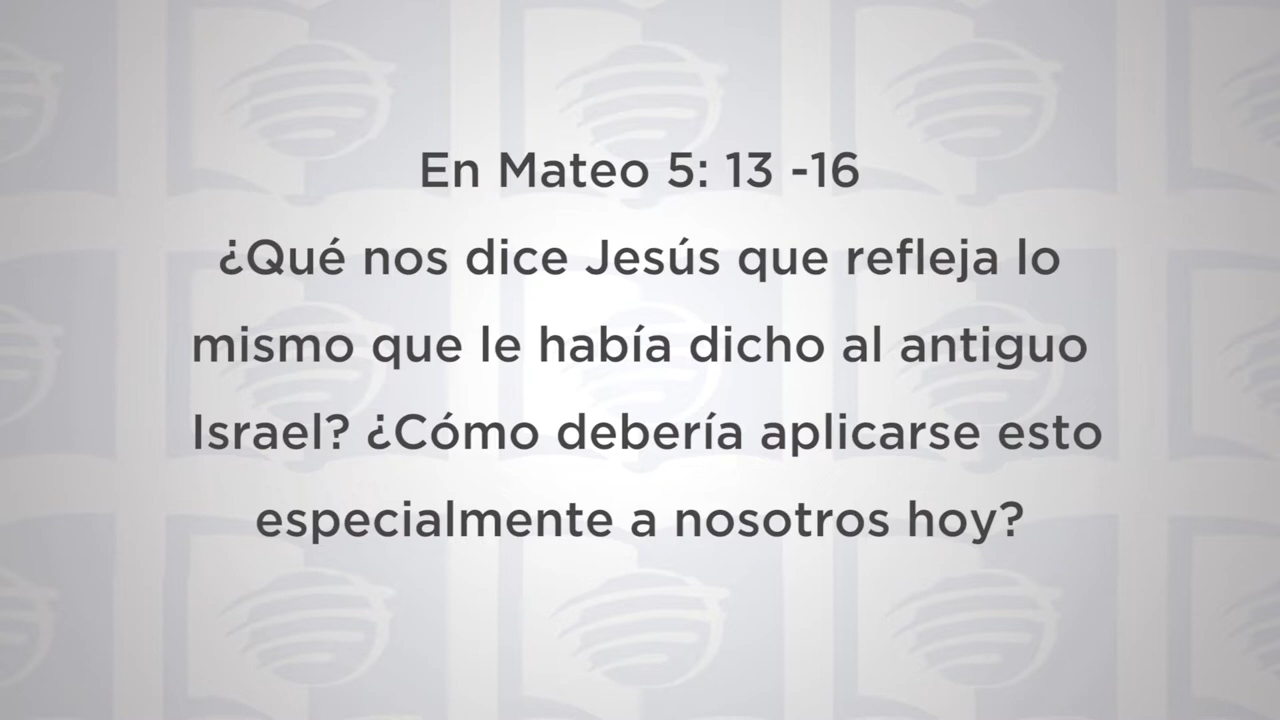 En Mateo 5: 13 -16
¿Qué nos dice Jesús que refleja lo
mismo que le había dicho al antiguo
Israel? ¿Cómo debería aplicarse esto
especialmente a nosotros hoy?